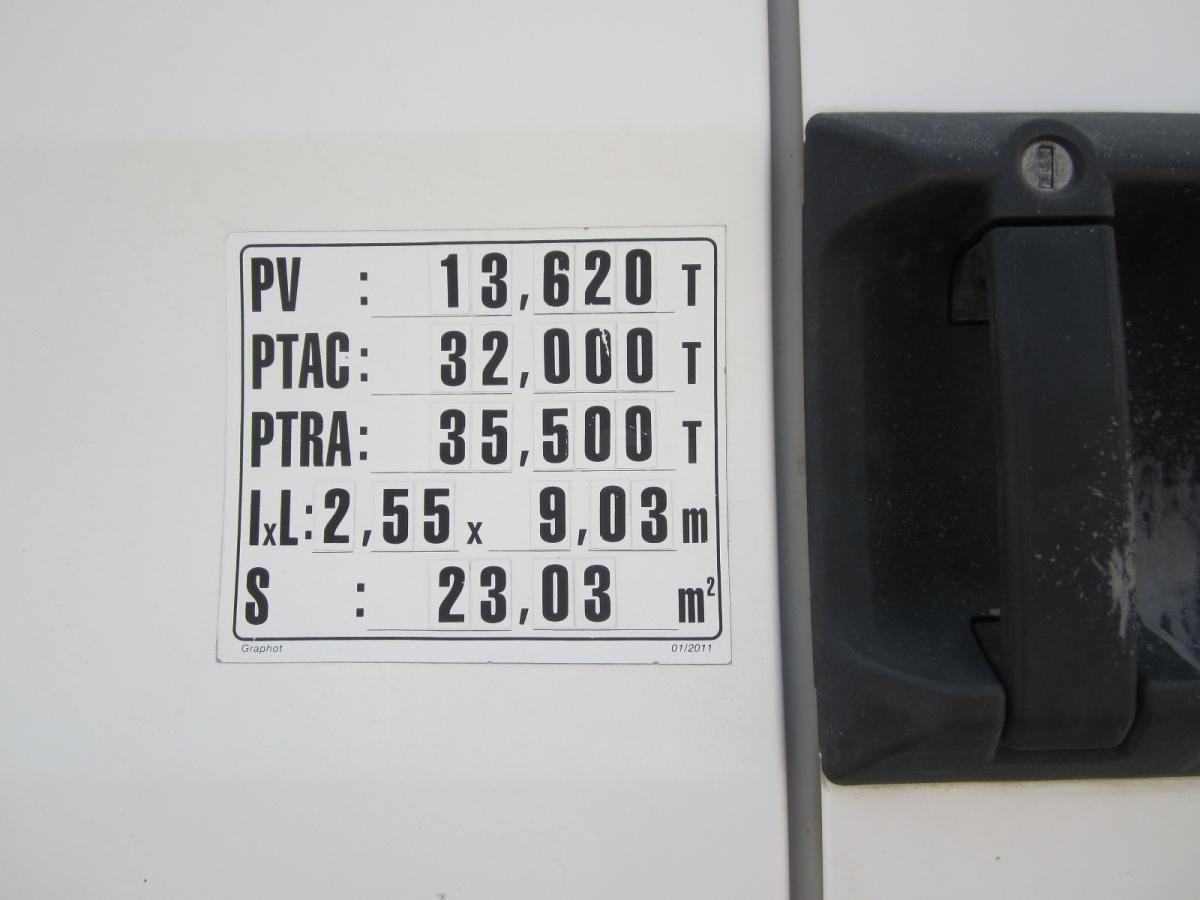 PV : 13,620 T
PTAC: 32,000 T
PTRA: 35,500 T
lxL: 2,55 x 9,03 m
S : 23,03 m²
Graphot 01/2011